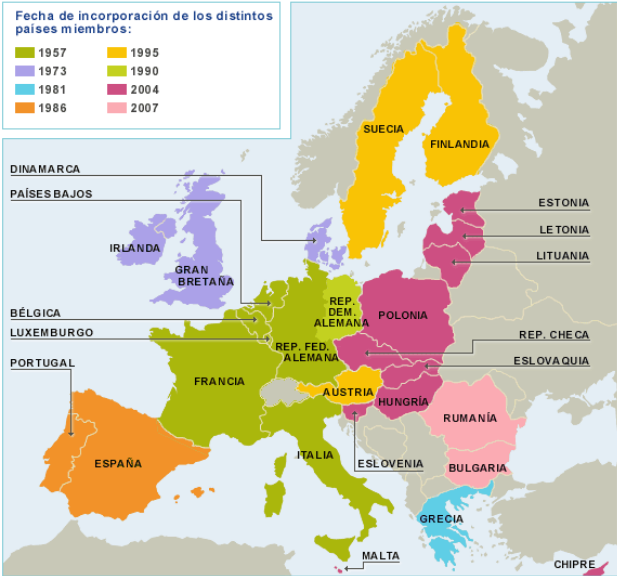 Fecha de incorporación de los distintos
países miembros:
1957
1995
1973
1990
1981
2004
1986
2007
SUECIA
FINLANDIA
DINAMARCA
PAÍSES BAJOS
ESTONIA
LETONIA
LITUANIA
IRLANDA
GRAN
BRETAÑA
BÉLGICA
LUXEMBURGO
PORTUGAL
REP.
DEM.
ALEMANA
POLONIA
REP. CHECA
ESLOVAQUIA
REP. FED.
ALEMANA
FRANCIA
AUSTRIA
HUNGRÍA
RUMANÍA
ESPAÑA
ITALIA
ESLOVENIA
BULGARIA
GRECIA
MALTA
CHIPRE